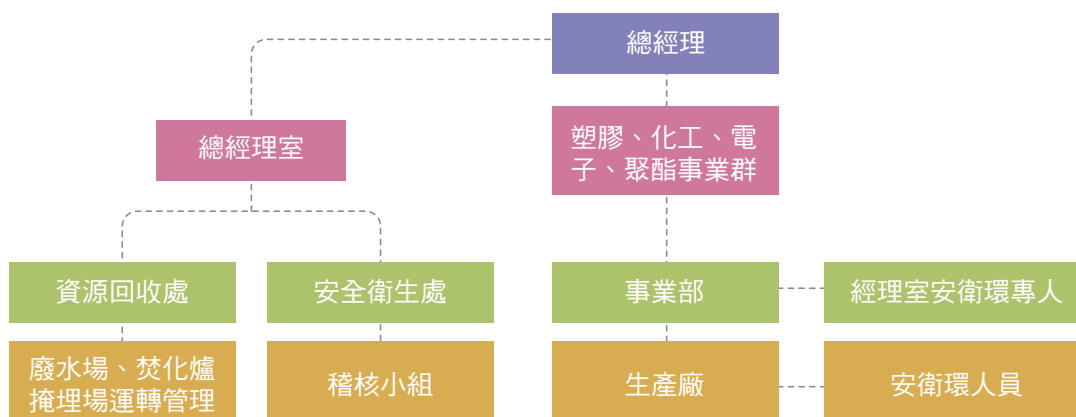 總經理
塑膠、化工、電
子、聚酯事業群
總經理室
資源回收處
安全衛生處
事業部
經理室安衛環專人
廢水場、焚化爐
掩埋場運轉管理
稽核小組
生產廠
安衛環人員